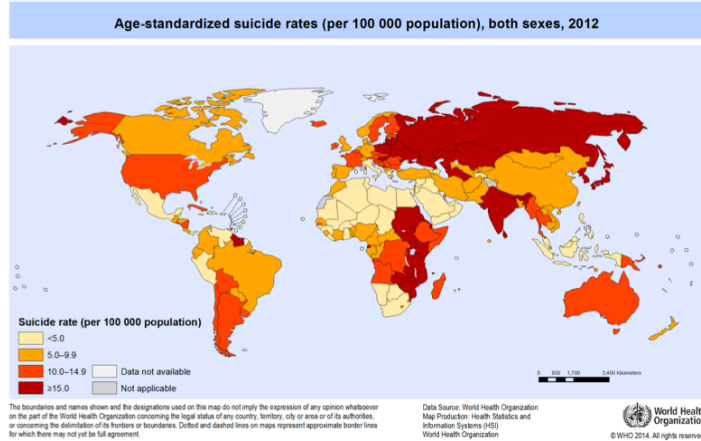 Age-standardized suicide rates (per 100 000 population), both sexes, 2012
Suicide rate (per 100 000 population)
<5.0
5.0–9.9
10.0–14.9
≥15.0
Data not available
Not applicable
0 850 1,700 3,400 Kilometers
The boundaries and names shown and the designations used on this map do not imply the expression of any opinion whatsoever
on the part of the World Health Organization concerning the legal status of any country, territory, city or area or of its authorities,
or concerning the delimitation of its frontiers or boundaries. Dotted and dashed lines on maps represent approximate border lines
for which there may not yet be full agreement.
Data Source: World Health Organization
Map Production: Health Statistics and
Information Systems (HSI)
World Health Organization
World Healt
Organizatio
© WHO 2014. All rights reserve